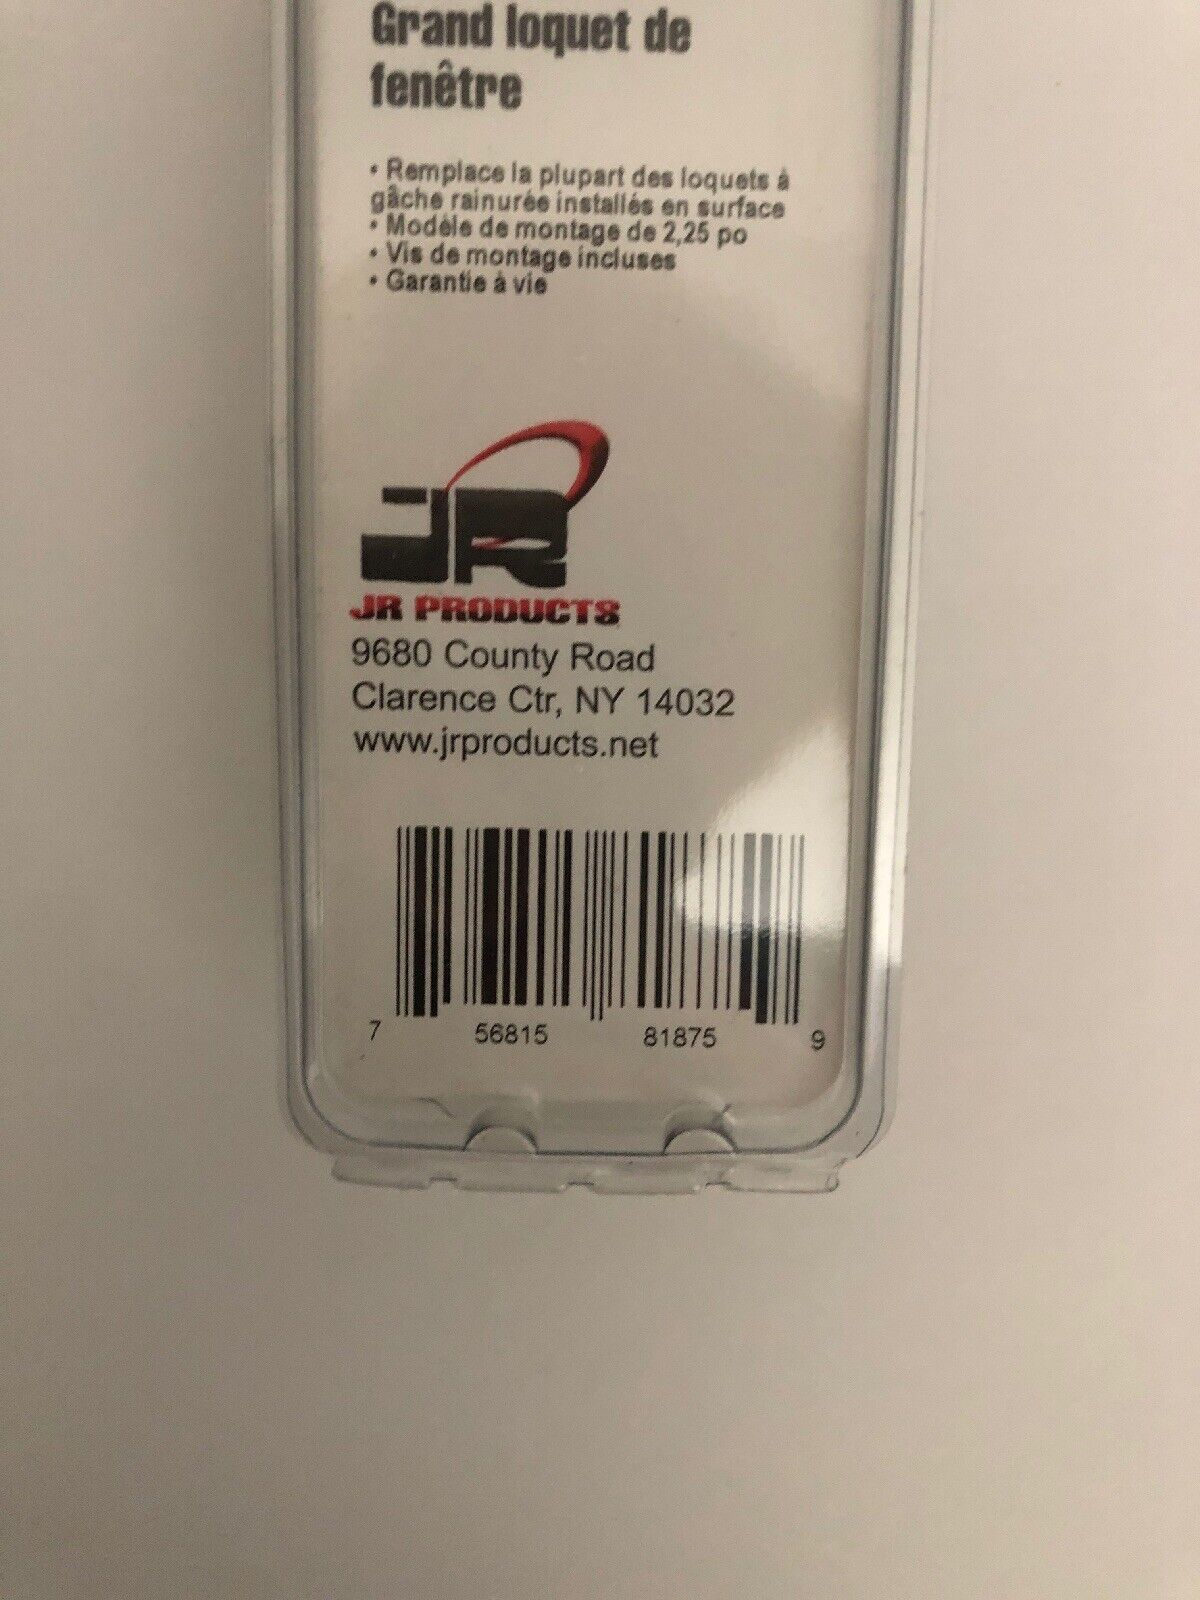 Grand loquet de
fenêtre
• Remplace la plupart des loquets à
gâche rainurée installés en surface
• Modèle de montage de 2,25 po
• Vis de montage incluses
• Garantie à vie
JR
JR PRODUCTS
9680 County Road
Clarence Ctr, NY 14032
www.jrproducts.net
7 56815 81875 9